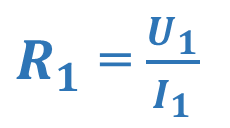 R₁ = U₁/I₁